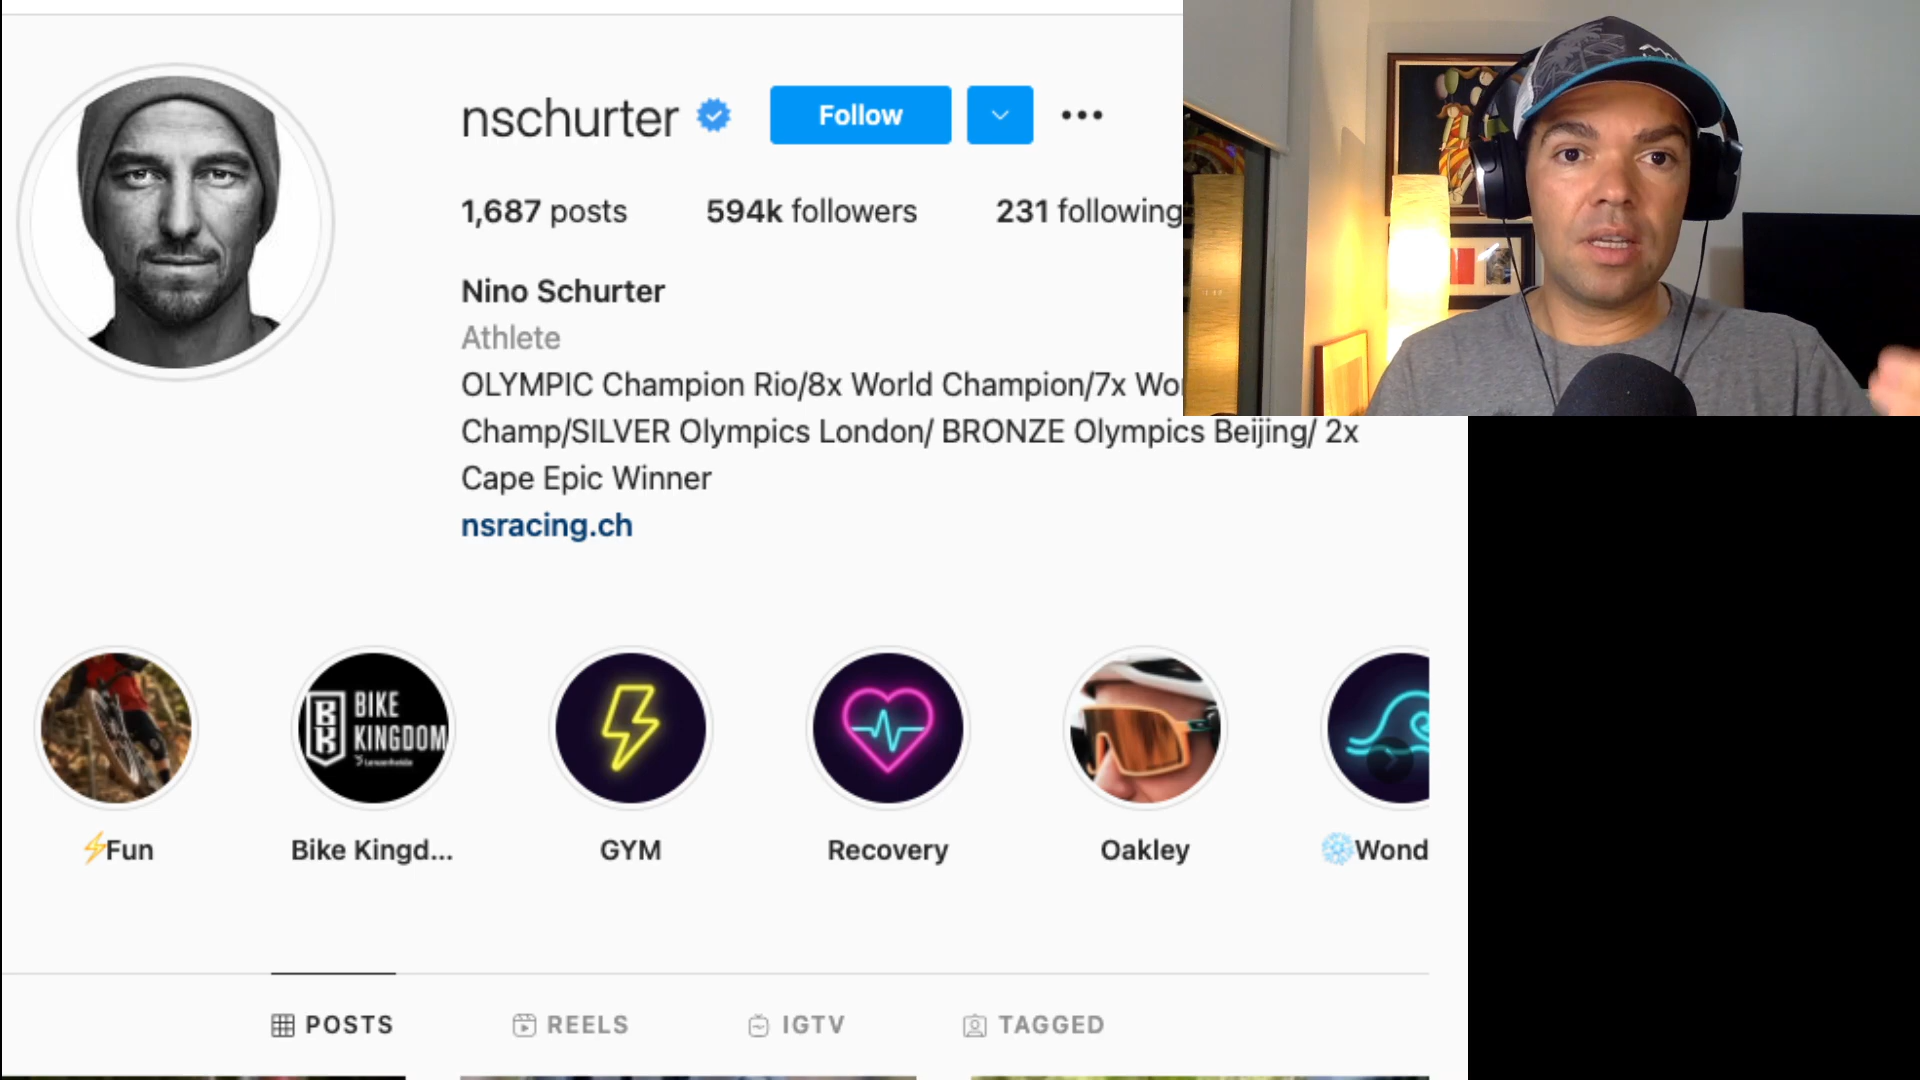 nschurter
Follow
1,687 posts 594k followers 231 following
Nino Schurter
Athlete
OLYMPIC Champion Rio/8x World Champion/7x
Champ/SILVER Olympics London/ BRONZE Olympics Beijing/ 2x
Cape Epic Winner
nsracing.ch
BK BIKE
KINGDOM
Lenzerheide
⚡Fun Bike Kingd... GYM Recovery Oakley ❄️Wond
POSTS REELS IGTV TAGGED